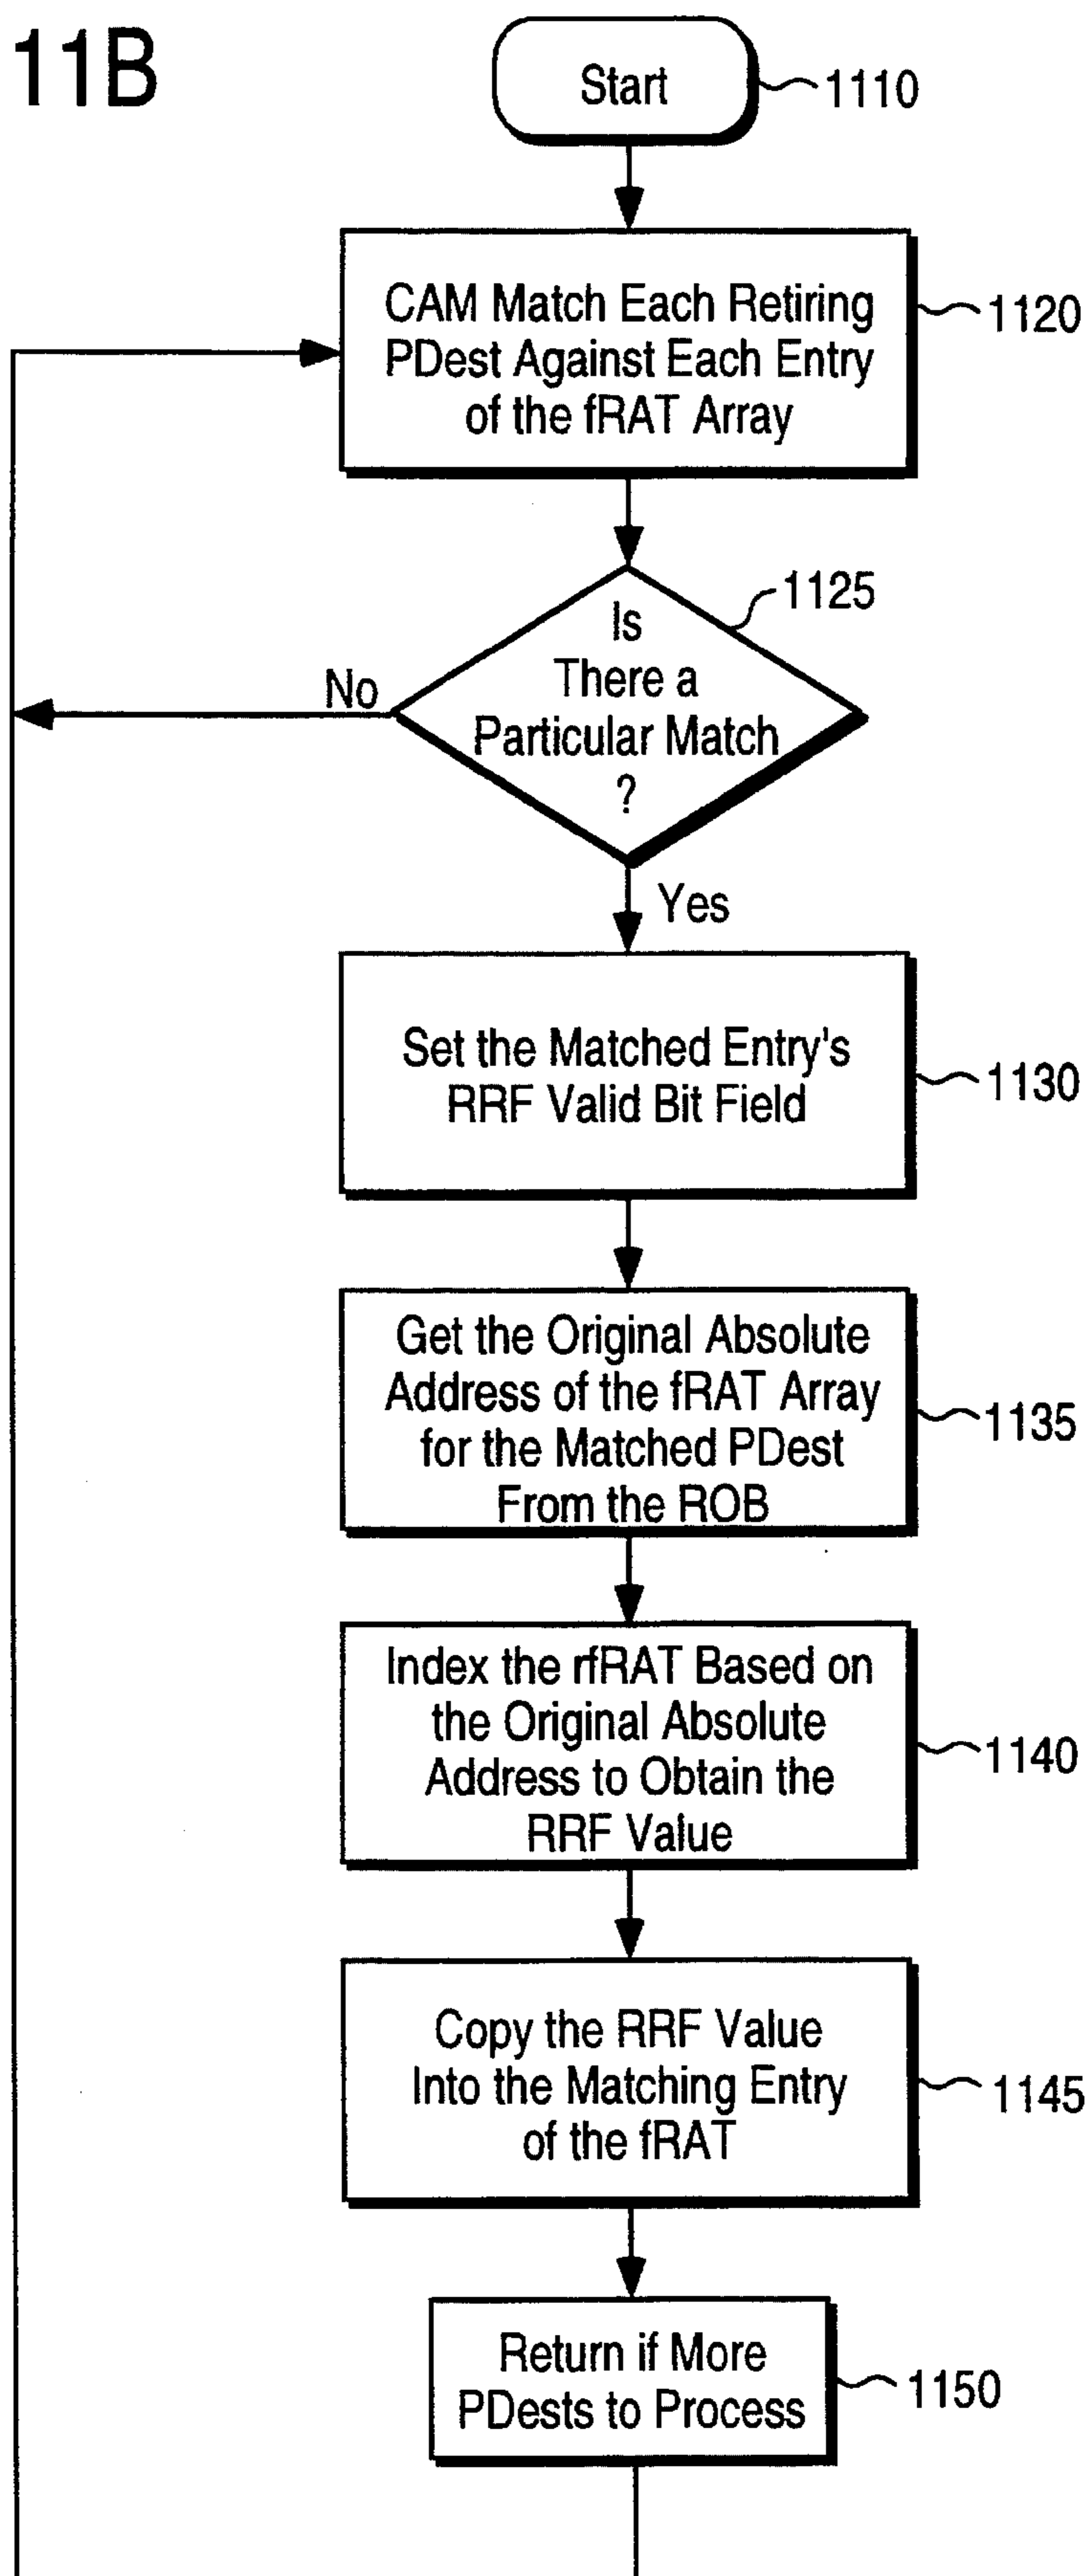 11B
Start
1110
CAM Match Each Retiring
PDest Against Each Entry
of the fRAT Array
1120
1125
Is
There a
Particular Match
?
No
Yes
Set the Matched Entry's
RRF Valid Bit Field
1130
Get the Original Absolute
Address of the fRAT Array
for the Matched PDest
From the ROB
1135
Index the rfRAT Based on
the Original Absolute
Address to Obtain the
RRF Value
1140
Copy the RRF Value
Into the Matching Entry
of the fRAT
1145
Return if More
PDests to Process
1150